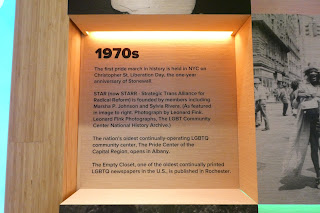 1970s
The first pride march in history is held in NYC on
Christopher St. Liberation Day, the one-year
anniversary of Stonewall.
STAR (now STARR - Strategic Trans Alliance for
Radical Reform) is founded by members including
Marsha P. Johnson and Sylvia Rivera. (As featured
in image to right. Photograph by Leonard Fink,
Leonard Fink Photographs, The LGBT Community
Center National History Archive.)
The nation's oldest continually-operating LGBTQ
community center, The Pride Center of the
Capital Region, opens in Albany.
The Empty Closet, one of the oldest continually printed
LGBTQ newspapers in the U.S., is published in Rochester.